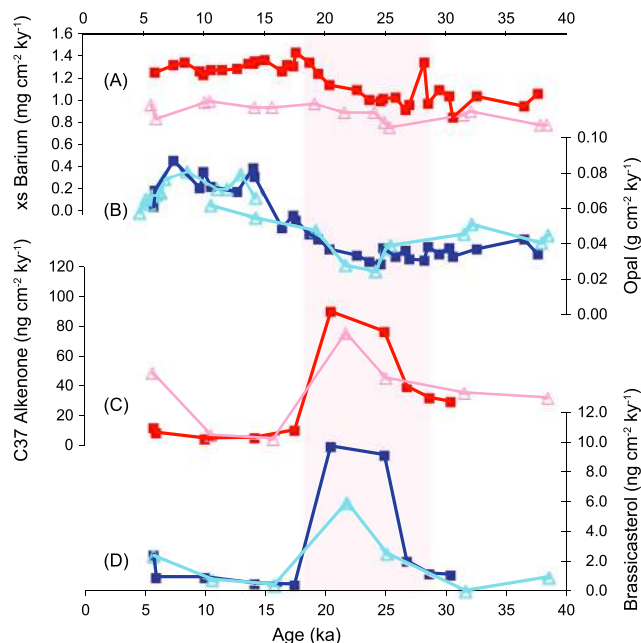 0 5 10 15 20 25 30 35 40
1.6
1.4
1.2
1.0
0.8
0.6
0.4
0.2
0.0
xs Barium (mg cm⁻² ky⁻¹)
(A)
0.10
0.08
0.06
0.04
0.02
0.00
Opal (g cm⁻² ky⁻¹)
(B)
120
100
80
60
40
20
0
C37 Alkenone (ng cm⁻² ky⁻¹)
(C)
12.0
10.0
8.0
6.0
4.0
2.0
0.0
Brassicasterol (ng cm⁻² ky⁻¹)
(D)
0 5 10 15 20 25 30 35 40
Age (ka)